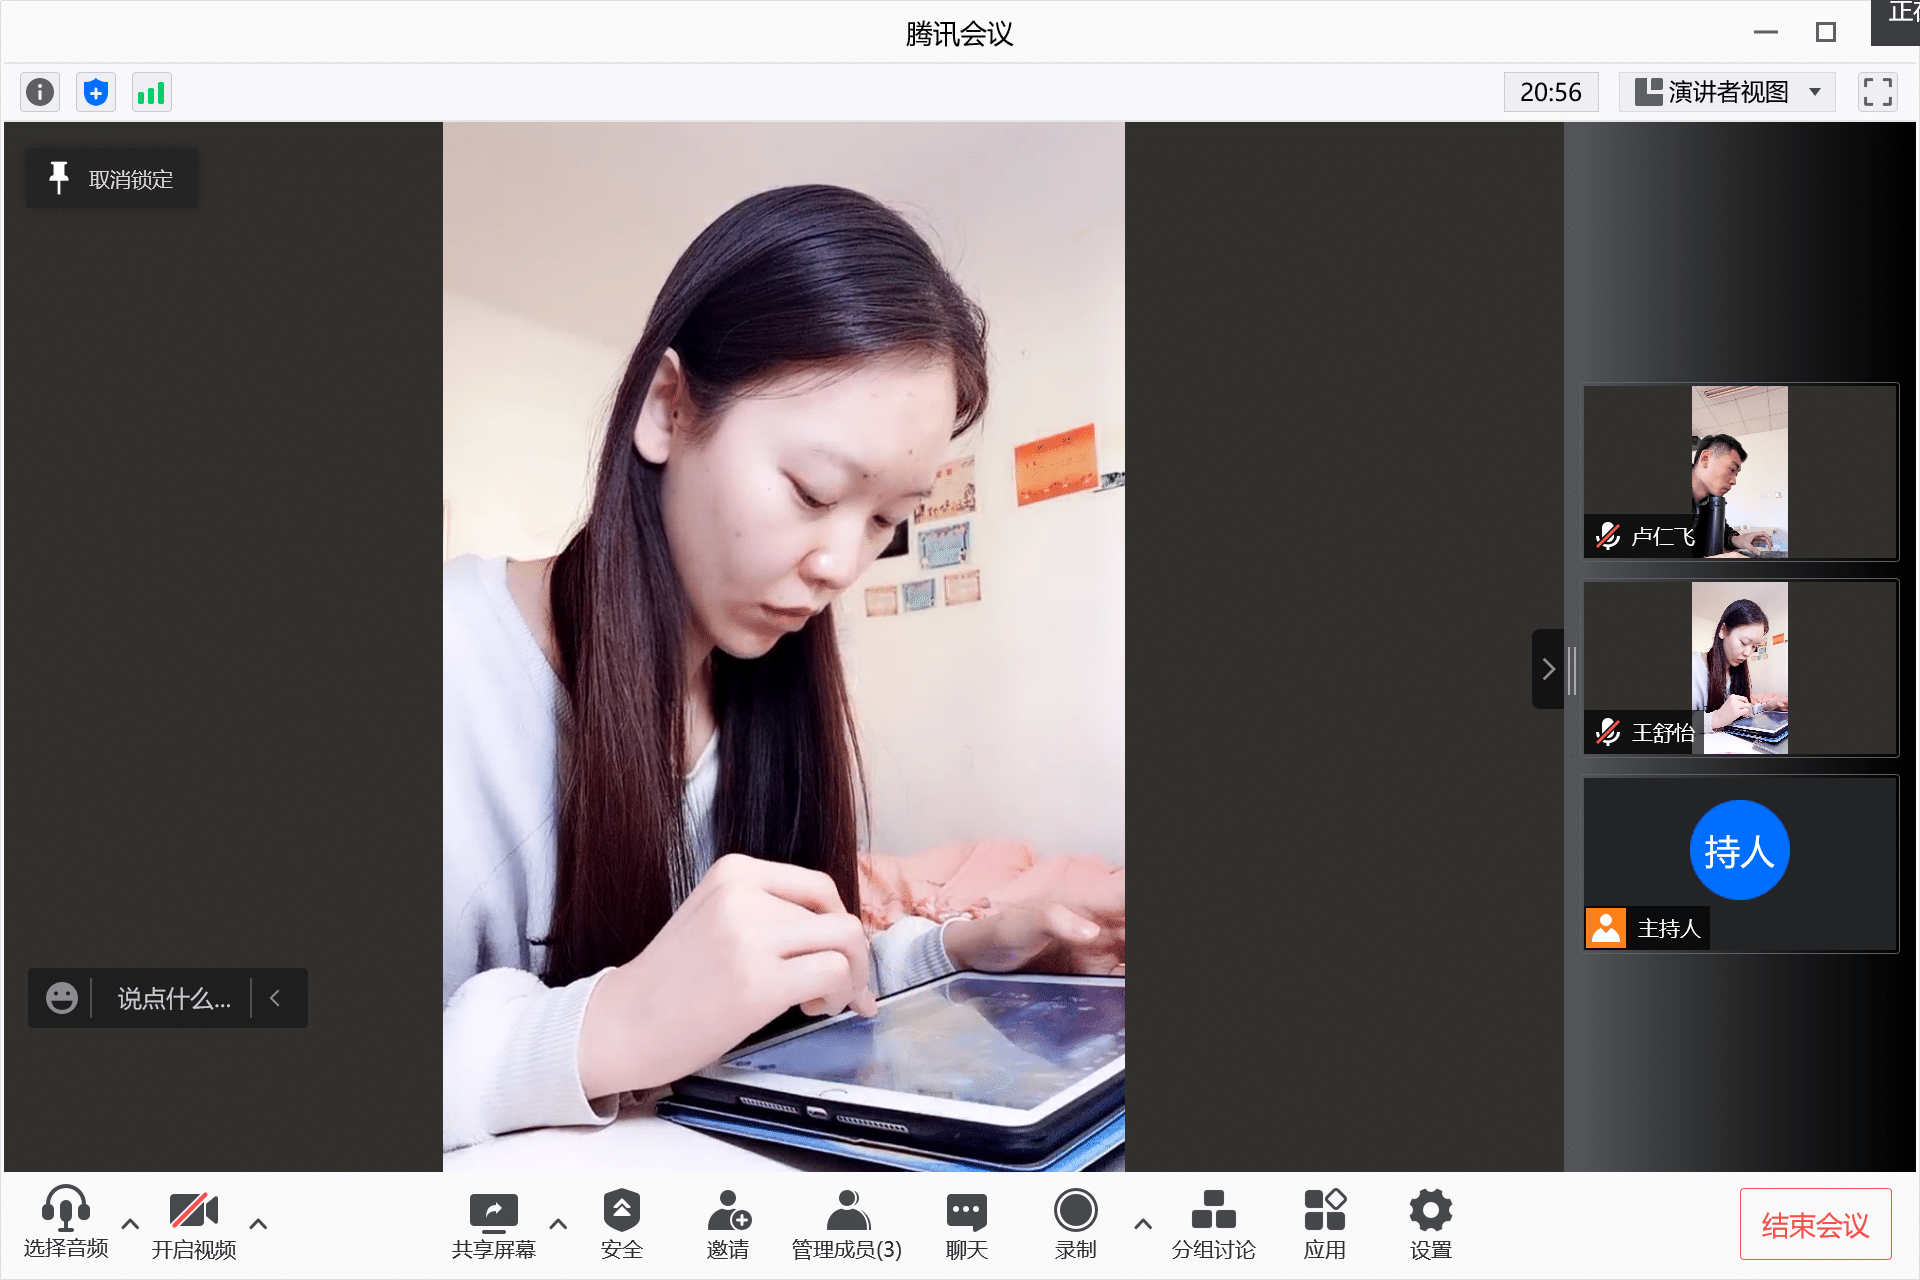 腾讯会议
正在
20:56
演讲者视图
取消锁定
卢仁飞
王舒怡
持人
主持人
说点什么...
选择音频
开启视频
共享屏幕
安全
邀请
管理成员(3)
聊天
录制
分组讨论
应用
设置
结束会议